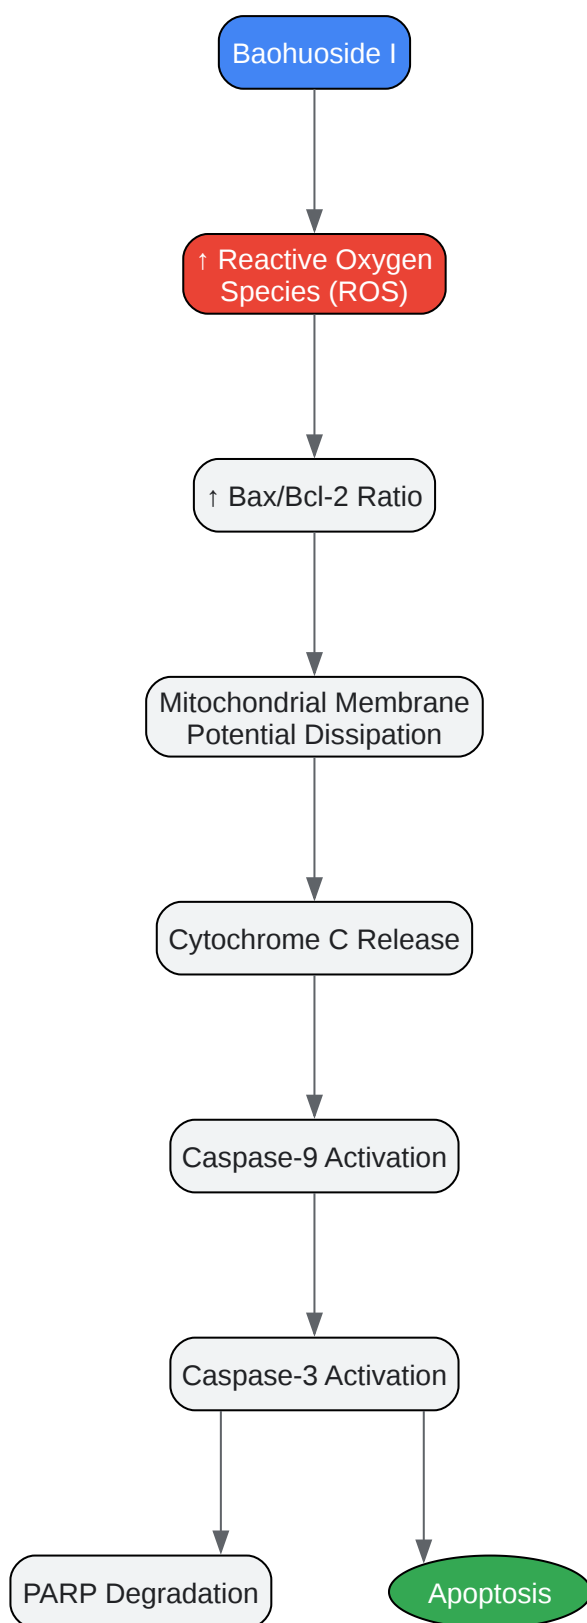 Baohuoside I
↑ Reactive Oxygen
Species (ROS)
↑ Bax/Bcl-2 Ratio
Mitochondrial Membrane
Potential Dissipation
Cytochrome C Release
Caspase-9 Activation
Caspase-3 Activation
PARP Degradation
Apoptosis